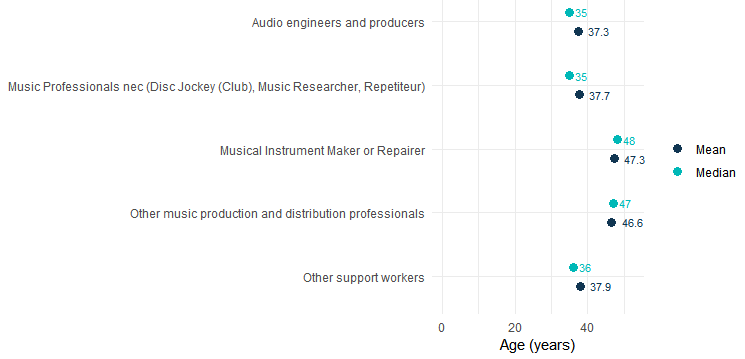 Audio engineers and producers
35
37.3
Music Professionals nec (Disc Jockey (Club), Music Researcher, Repetiteur)
35
37.7
Musical Instrument Maker or Repairer
48
47.3
Other music production and distribution professionals
47
46.6
Other support workers
36
37.9
Mean
Median
0 20 40
Age (years)